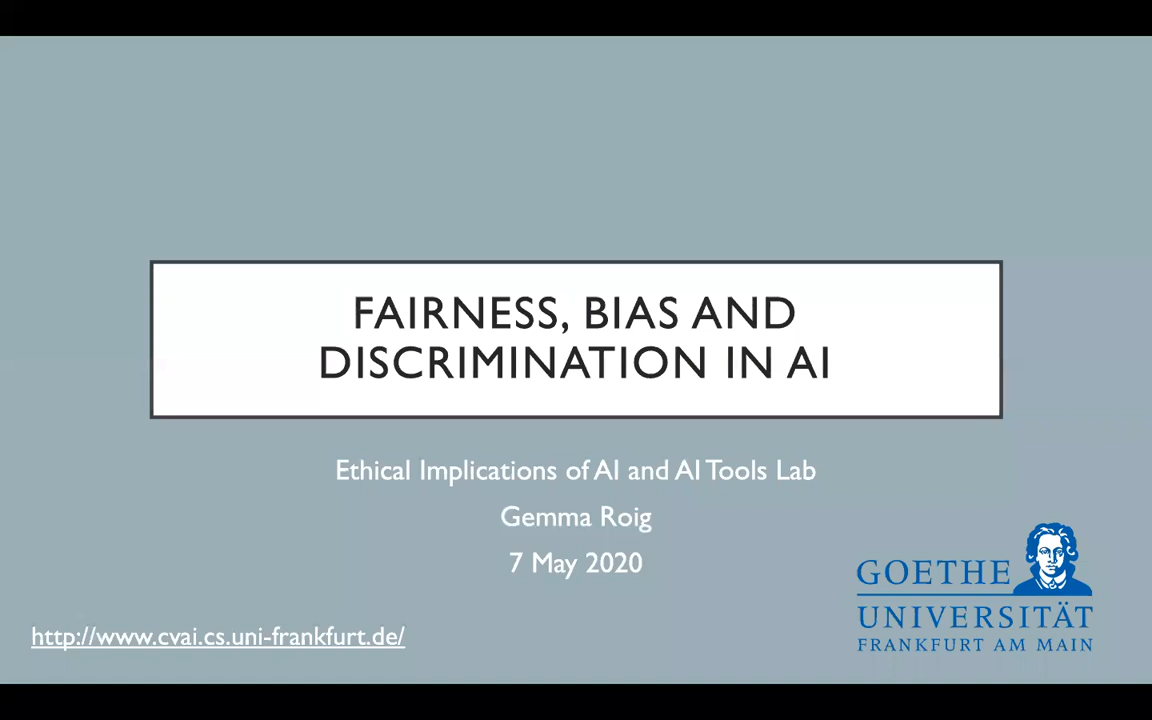 FAIRNESS, BIAS AND
DISCRIMINATION IN AI
Ethical Implications of AI and AI Tools Lab
Gemma Roig
7 May 2020
http://www.cvai.cs.uni-frankfurt.de/
GOETHE
UNIVERSITÄT
FRANKFURT AM MAIN